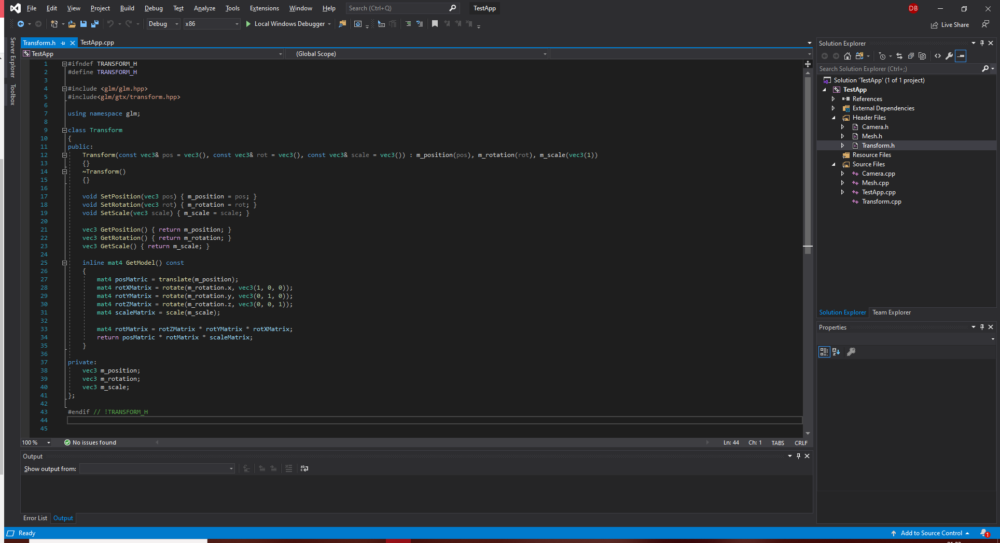 File Edit View Project Build Debug Test Analyze Tools Extensions Window Help Search (Ctrl+Q) TestApp DB
Debug x86 Local Windows Debugger Live Share
Server Explorer
Toolbox
Transform.h TestApp.cpp
TestApp (Global Scope)
1 #ifndef TRANSFORM_H
2 #define TRANSFORM_H
3
4 #include <glm/glm.hpp>
5 #include<glm/gtx/transform.hpp>
6
7 using namespace glm;
8
9 class Transform
10 {
11 public:
12 Transform(const vec3& pos = vec3(), const vec3& rot = vec3(), const vec3& scale = vec3()) : m_position(pos), m_rotation(rot), m_scale(vec3(1))
13 {}
14 ~Transform()
15 {}
16
17 void SetPosition(vec3 pos) { m_position = pos; }
18 void SetRotation(vec3 rot) { m_rotation = rot; }
19 void SetScale(vec3 scale) { m_scale = scale; }
20
21 vec3 GetPosition() { return m_position; }
22 vec3 GetRotation() { return m_rotation; }
23 vec3 GetScale() { return m_scale; }
24
25 inline mat4 GetModel() const
26 {
27 mat4 posMatric = translate(m_position);
28 mat4 rotXMatrix = rotate(m_rotation.x, vec3(1, 0, 0));
29 mat4 rotYMatrix = rotate(m_rotation.y, vec3(0, 1, 0));
30 mat4 rotZMatrix = rotate(m_rotation.z, vec3(0, 0, 1));
31 mat4 scaleMatrix = scale(m_scale);
32
33 mat4 rotMatrix = rotZMatrix * rotYMatrix * rotXMatrix;
34 return posMatric * rotMatrix * scaleMatrix;
35 }
36
37 private:
38 vec3 m_position;
39 vec3 m_rotation;
40 vec3 m_scale;
41 };
42
43 #endif // !TRANSFORM_H
44
45
100 % No issues found Ln: 44 Ch: 1 TABS CRLF
Output
Show output from:
Error List Output
Solution Explorer
Search Solution Explorer (Ctrl+;)
Solution 'TestApp' (1 of 1 project)
TestApp
References
External Dependencies
Header Files
Camera.h
Mesh.h
Transform.h
Resource Files
Source Files
Camera.cpp
Mesh.cpp
TestApp.cpp
Transform.cpp
Solution Explorer Team Explorer
Properties
Ready Add to Source Control 1